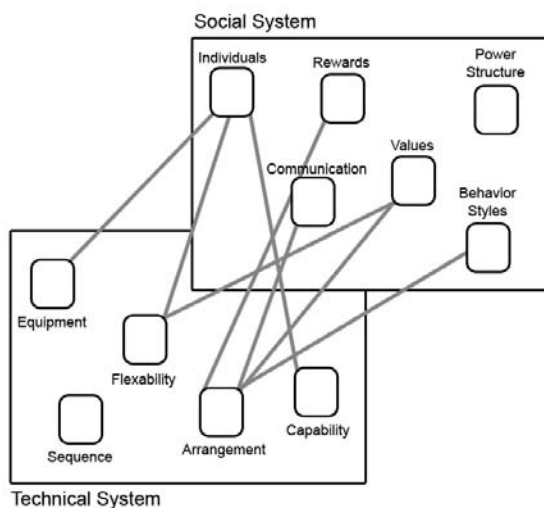 Social System
Individuals
Rewards
Power
Structure
Values
Communication
Behavior
Styles
Equipment
Flexability
Sequence
Arrangement
Capability
Technical System